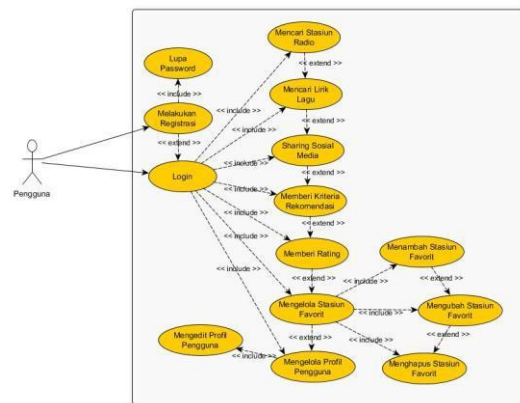 Mencari Stasiun
Radio
<< extend >>
Lupa
Password
<< include >>
Mencari Lirik
Lagu
<< include >>
Melakukan
Registrasi
<< include >>
<< extend >>
<< extend >>
Sharing Sosial
Media
<< include >>
Login
<< extend >>
Pengguna
<< include >>
Memberi Kriteria
Rekomendasi
<< include >>
<< extend >>
<< include >>
Memberi Rating
Menambah Stasiun
Favorit
<< include >>
<< extend >>
<< include >>
<< extend >>
Mengelola Stasiun
Favorit
<< include >>
Mengubah Stasiun
Favorit
<< extend >>
<< include >>
<< extend >>
Mengedit Profil
Pengguna
<< include >>
Mengelola Profil
Pengguna
Menghapus Stasiun
Favorit